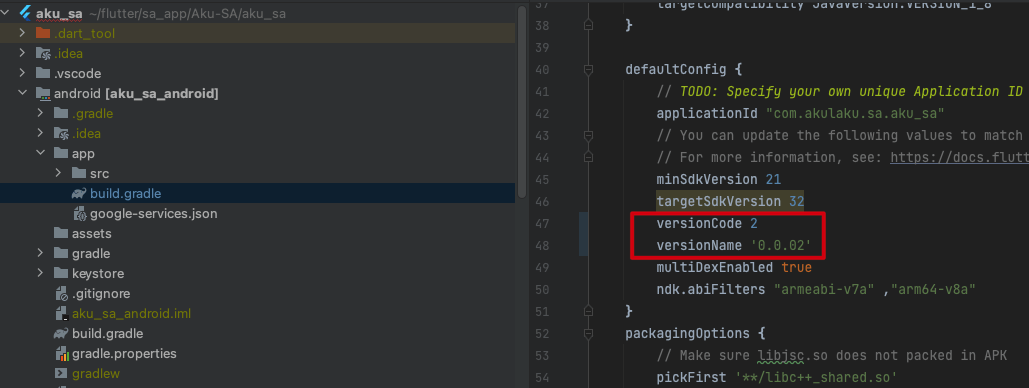 aku_sa ~/flutter/sa_app/Aku-SA/aku_sa
.dart_tool
.idea
.vscode
android [aku_sa_android]
.gradle
.idea
app
src
build.gradle
google-services.json
assets
gradle
keystore
.gitignore
aku_sa_android.iml
build.gradle
gradle.properties
gradlew
37 targetCompatibility JavaVersion.VERSION_1_8
38 }
39
40 defaultConfig {
41 // TODO: Specify your own unique Application ID
42 applicationId "com.akulaku.sa.aku_sa"
43 // You can update the following values to match
44 // For more information, see: https://docs.flutt
45 minSdkVersion 21
46 targetSdkVersion 32
47 versionCode 2
48 versionName '0.0.02'
49 multiDexEnabled true
50 ndk.abiFilters "armeabi-v7a" ,"arm64-v8a"
51 }
52 packagingOptions {
53 // Make sure libjsc.so does not packed in APK
54 pickFirst '**/libc++_shared.so'